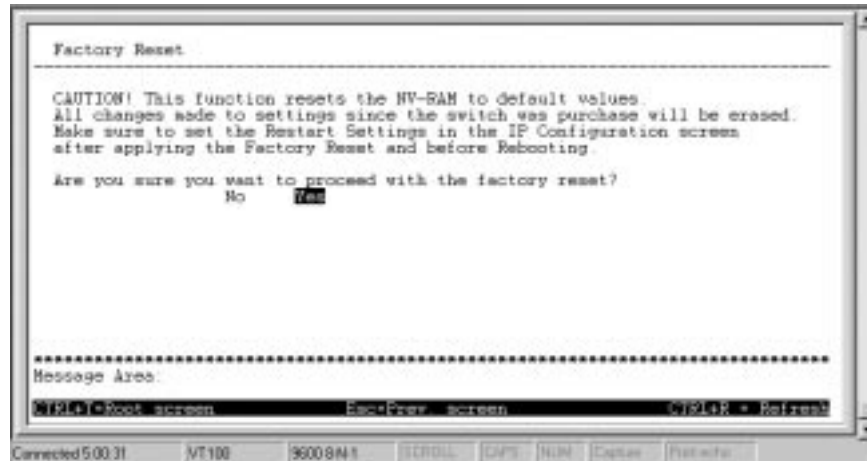 Factory Reset
CAUTION! This function resets the NV-RAM to default values.
All changes made to settings since the switch was purchase will be erased.
Make sure to set the Restart Settings in the IP Configuration screen
after applying the Factory Reset and before Rebooting.
Are you sure you want to proceed with the factory reset?
No Yes
Message Area:
CTRL+T=Root screen Esc=Prev. screen CTRL+R = Refresh
Connected 5:00:31 VT100 9600 8-N-1 SCROLL CAPS NUM Capture Print echo